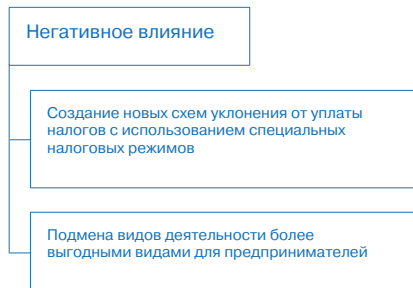 Негативное влияние
Создание новых схем уклонения от уплаты
налогов с использованием специальных
налоговых режимов
Подмена видов деятельности более
выгодными видами для предпринимателей